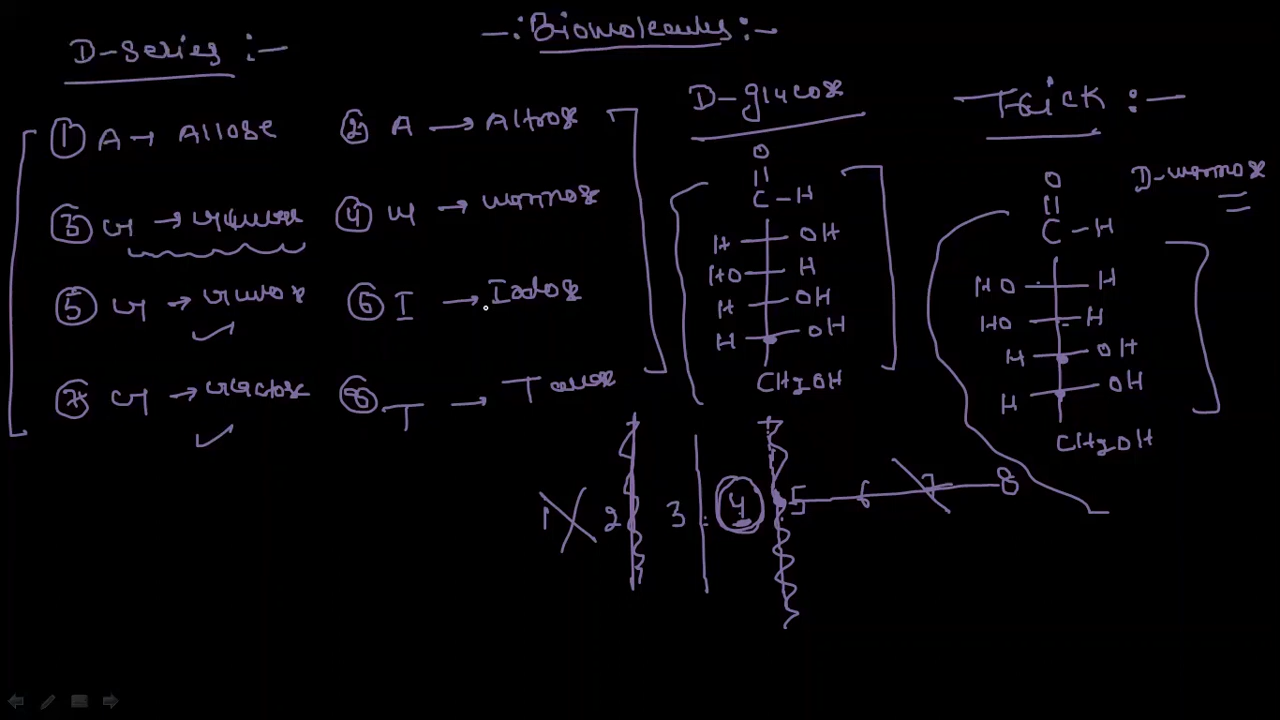 -: Biomolecules :-
D-Series :-
① A → Allose ② A → Altrose
③ G → Glucose ④ M → Mannose
⑤ G → Gulose ⑥ I → Idose
⑦ G → Galactose ⑧ T → Talose
D-glucose
O
C-H
H OH
HO H
H OH
H OH
CH2OH
Trick :-
D-mannose
O
C-H
HO H
HO H
H OH
H OH
CH2OH
1 2 3 4 5 6 7 8